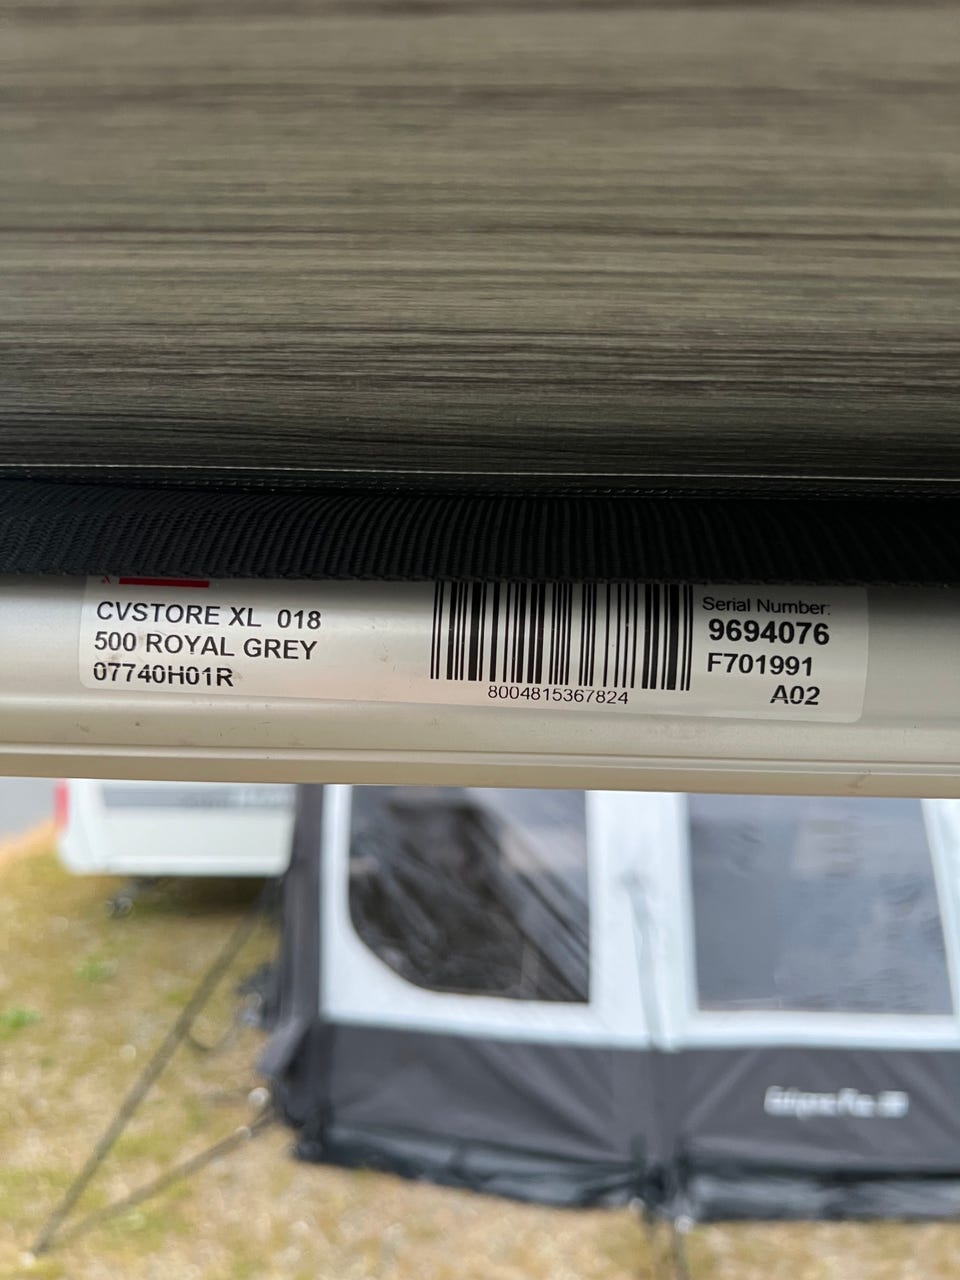 CVSTORE XL 018
500 ROYAL GREY
07740H01R
8004815367824
Serial Number:
9694076
F701991
A02